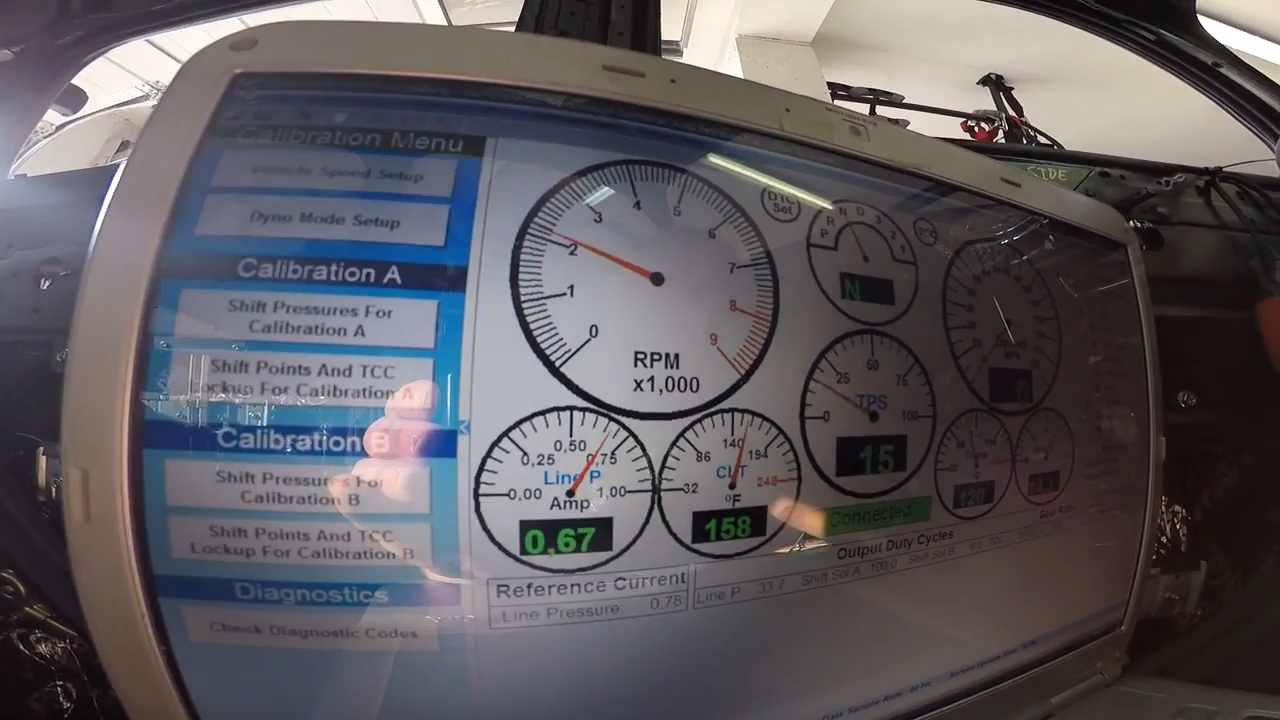 Calibration Menu
Vehicle Speed Setup
Dyno Mode Setup
Calibration A
Shift Pressures For
Calibration A
Shift Points And TCC
Lockup For Calibration A
Calibration B
Shift Pressures For
Calibration B
Shift Points And TCC
Lockup For Calibration B
Diagnostics
Check Diagnostic Codes
0 1 2 3 4 5 6 7 8 9
RPM
x1,000
DTC
Set
P R N D 3 2 1
N
TCC
0 25 50 75 100
TPS
15
0,00 0,25 0,50 0,75 1,00
Line P
Amp
0,67
32 86 140 194 248
CLT
°F
158
120
Connected
Reference Current
Line Pressure: 0,78
Output Duty Cycles
Line P 33,7 Shift Sol A 100,0 Shift Sol B
Data Sample Rate
SIDE